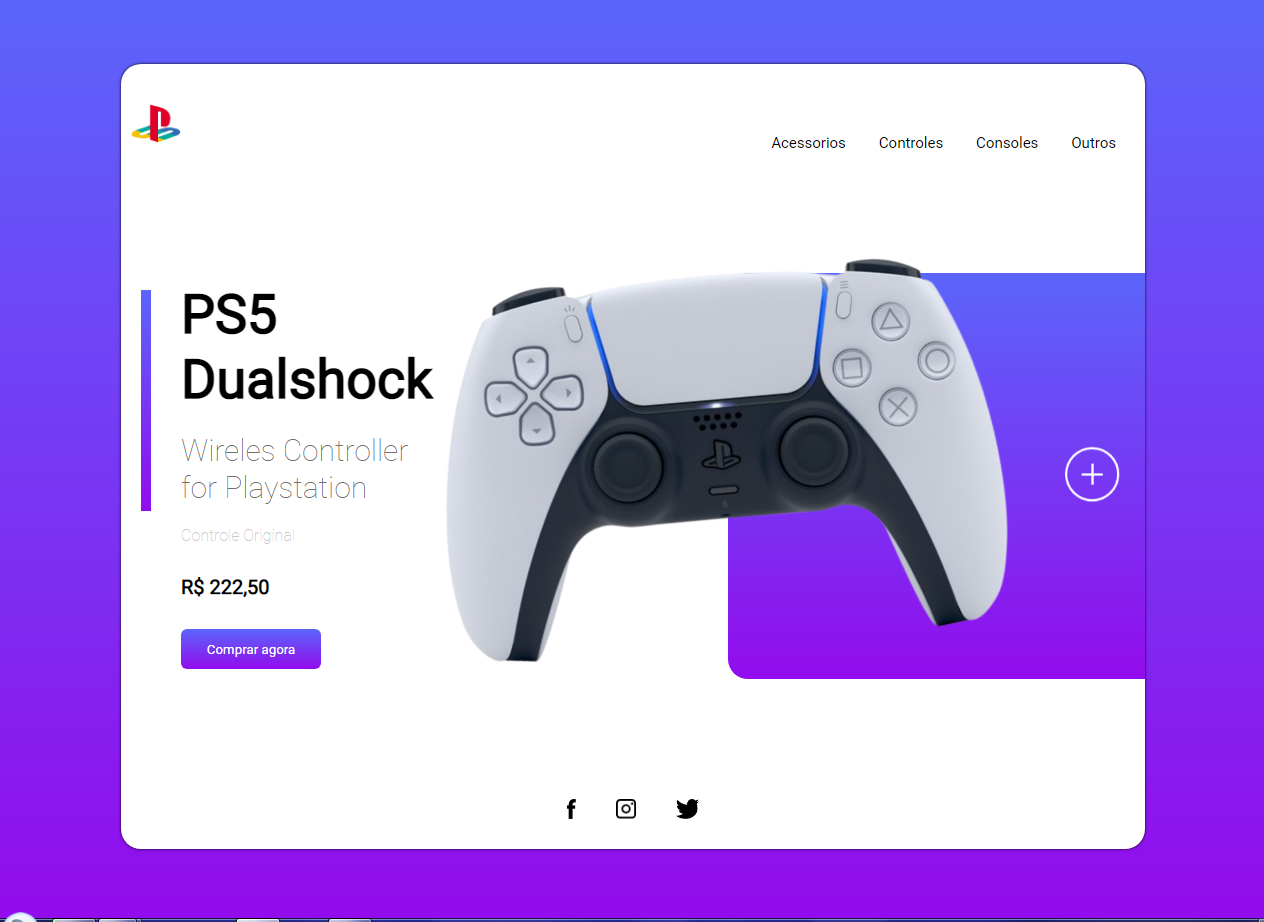 Acessorios Controles Consoles Outros
PS5
Dualshock
Wireles Controller
for Playstation
Controle Original
R$ 222,50
Comprar agora